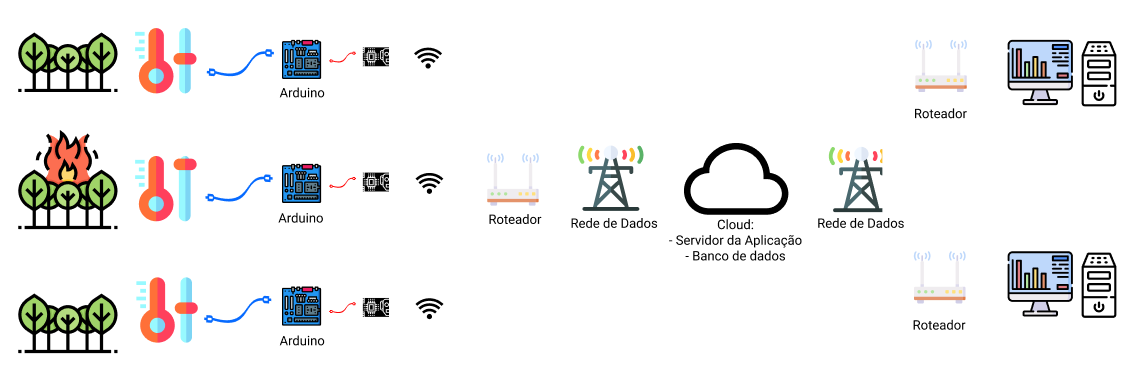 Arduino
Roteador
Arduino
Roteador
Rede de Dados
Cloud:
- Servidor da Aplicação
- Banco de dados
Rede de Dados
Arduino
Roteador